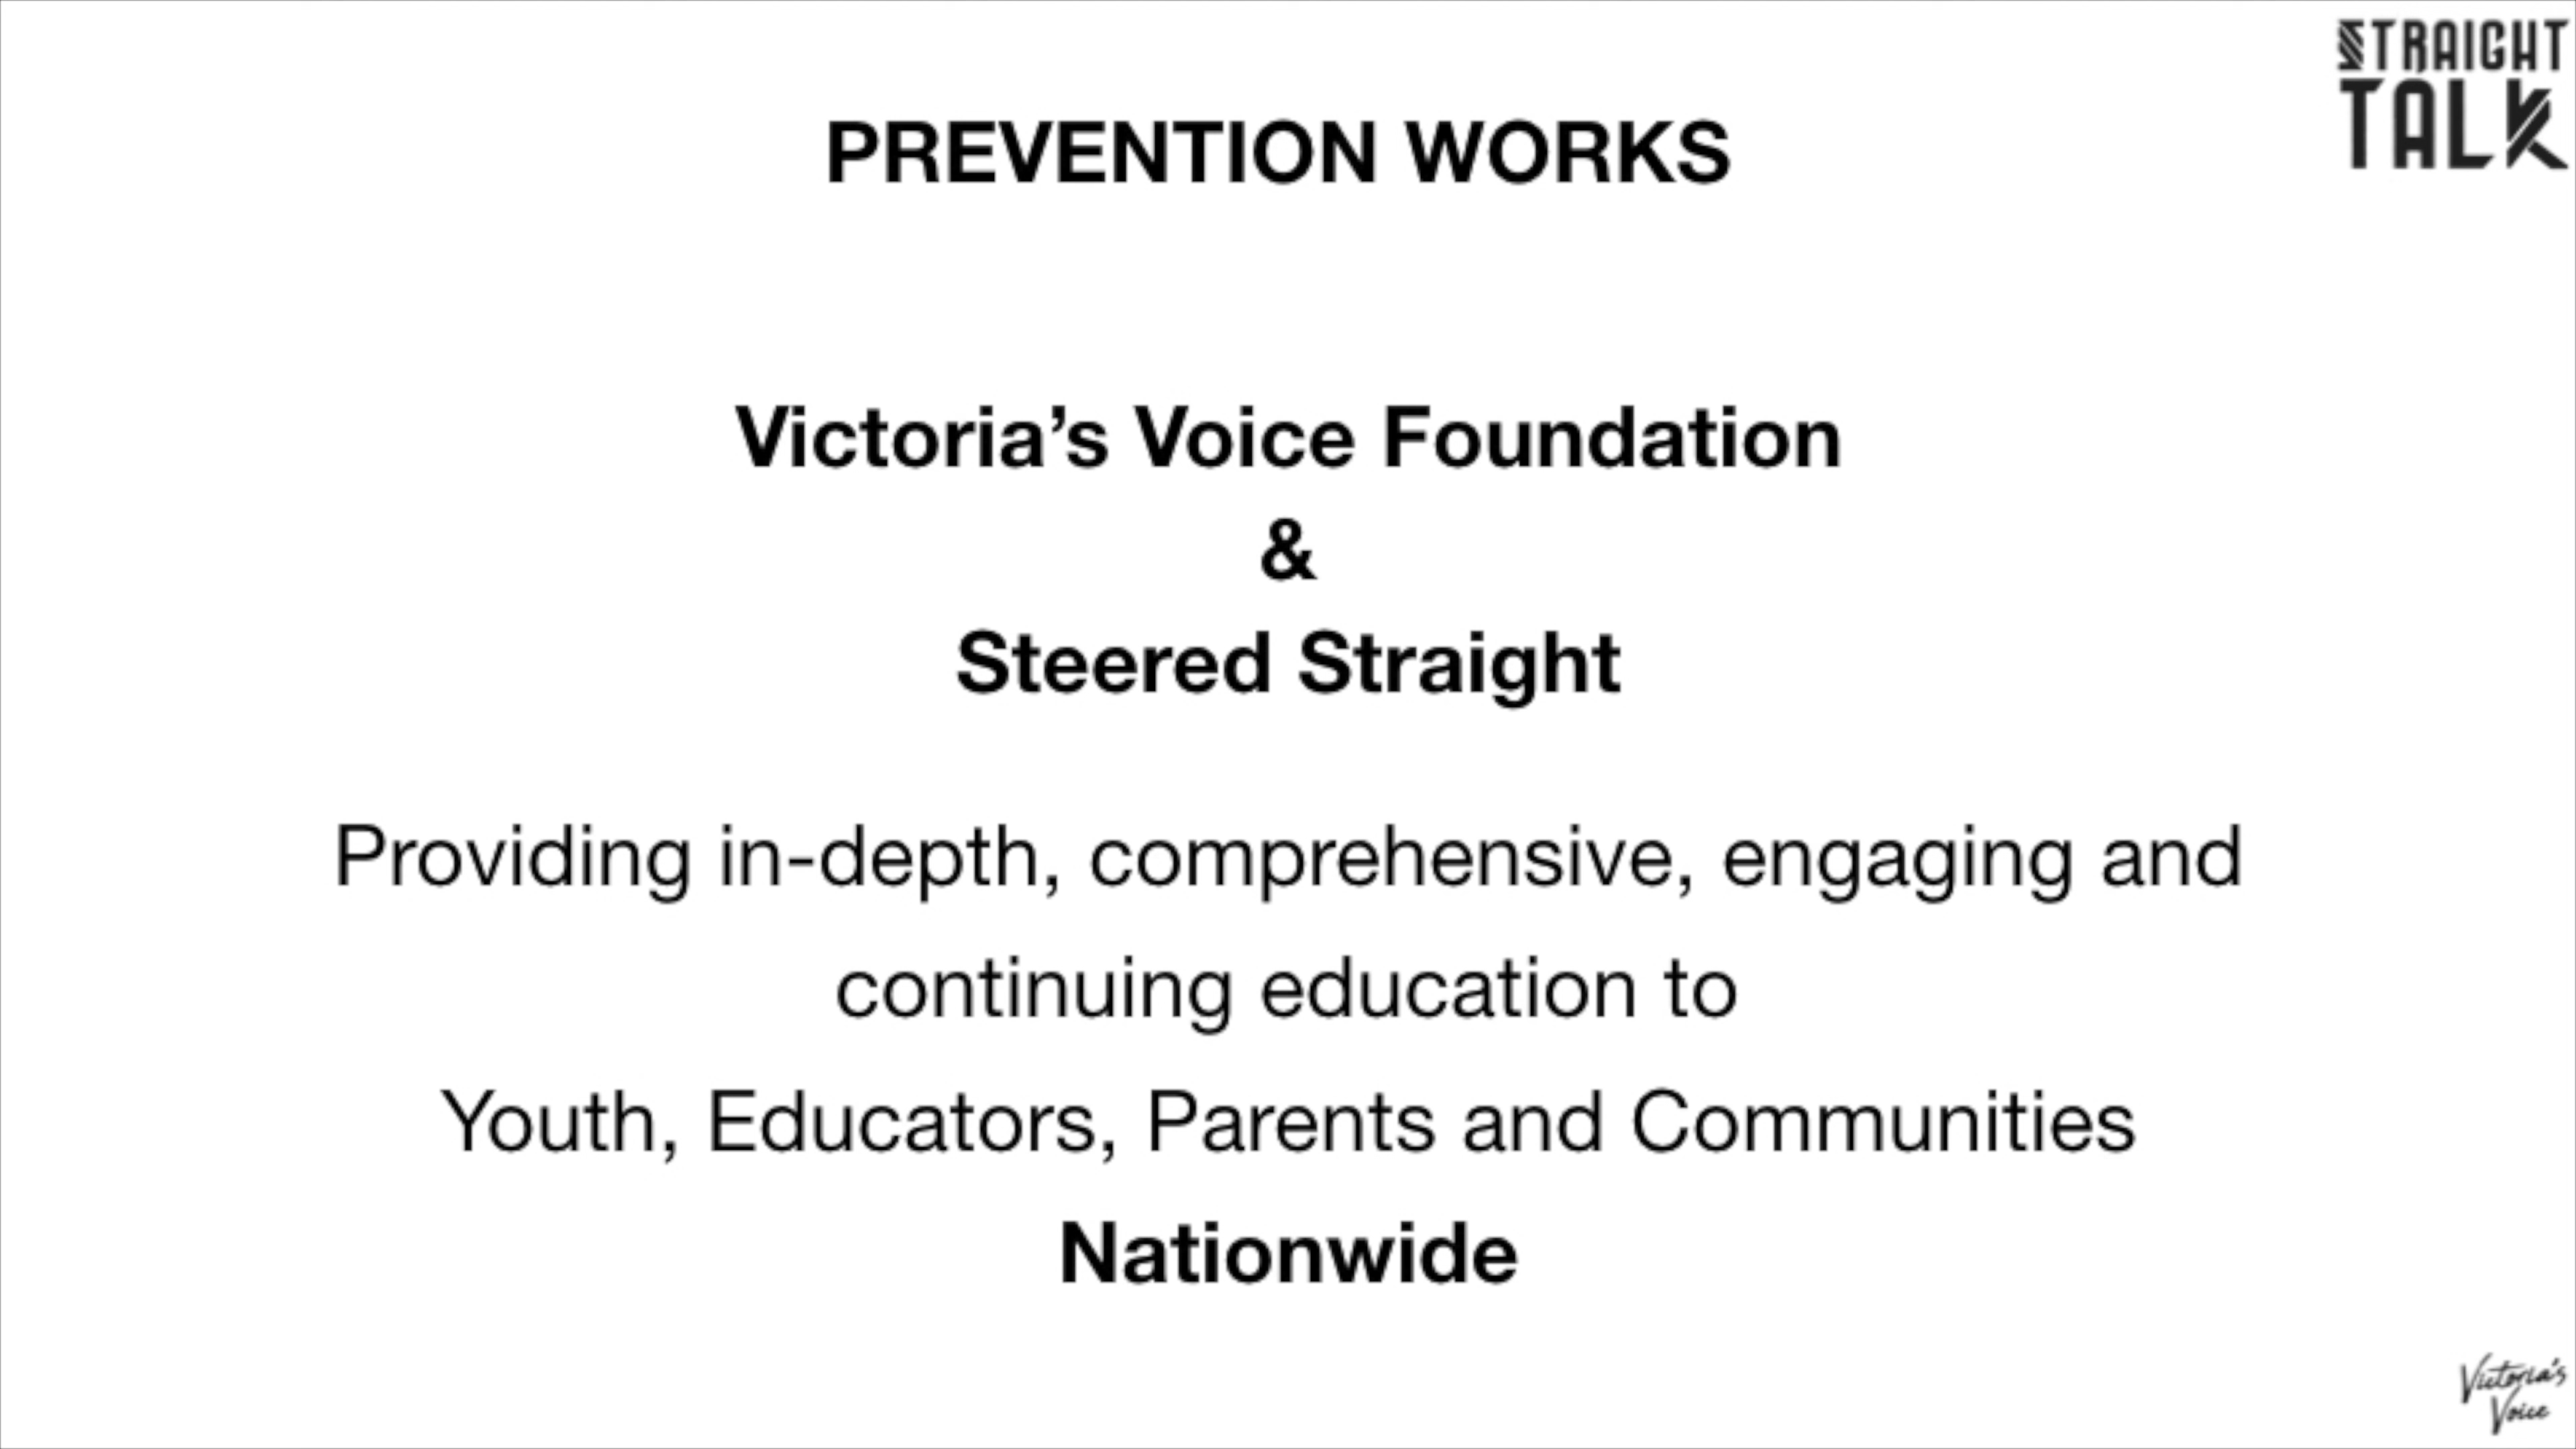 STRAIGHT
TALK
PREVENTION WORKS
Victoria’s Voice Foundation
&
Steered Straight
Providing in-depth, comprehensive, engaging and
continuing education to
Youth, Educators, Parents and Communities
Nationwide
Victoria's
Voice